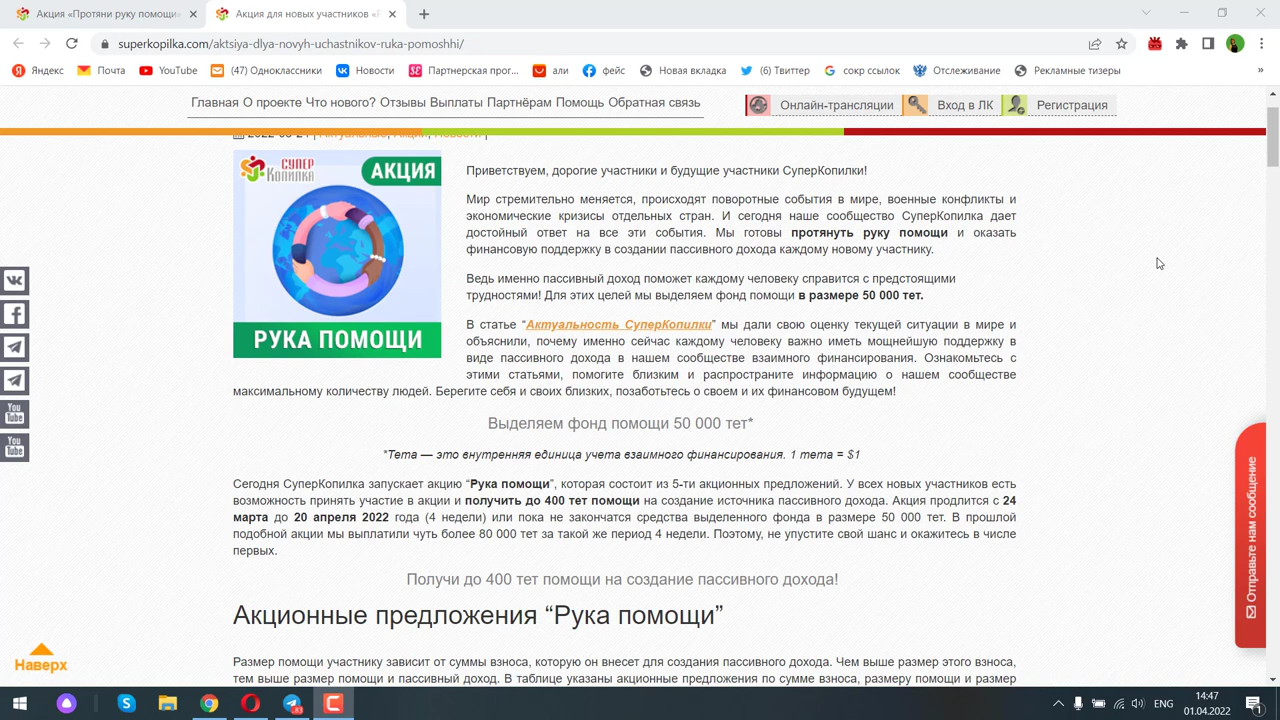 Акция «Протяни руку помощи»
Акция для новых участников «Р
superkopilka.com/aktsiya-dlya-novyh-uchastnikov-ruka-pomoshhi/
Яндекс
Почта
YouTube
(47) Одноклассники
Новости
Партнерская прог...
али
фейс
Новая вкладка
(6) Твиттер
сокр ссылок
Отслеживание
Рекламные тизеры
»
Главная О проекте Что нового? Отзывы Выплаты Партнёрам Помощь Обратная связь
Онлайн-трансляции
Вход в ЛК
Регистрация
СУПЕР
КОПИЛКА
АКЦИЯ
РУКА ПОМОЩИ
Приветствуем, дорогие участники и будущие участники СуперКопилки!
Мир стремительно меняется, происходят поворотные события в мире, военные конфликты и
экономические кризисы отдельных стран. И сегодня наше сообщество СуперКопилка дает
достойный ответ на все эти события. Мы готовы протянуть руку помощи и оказать
финансовую поддержку в создании пассивного дохода каждому новому участнику.
Ведь именно пассивный доход поможет каждому человеку справится с предстоящими
трудностями! Для этих целей мы выделяем фонд помощи в размере 50 000 тет.
В статье “Актуальность СуперКопилки” мы дали свою оценку текущей ситуации в мире и
объяснили, почему именно сейчас каждому человеку важно иметь мощнейшую поддержку в
виде пассивного дохода в нашем сообществе взаимного финансирования. Ознакомьтесь с
этими статьями, помогите близким и распространите информацию о нашем сообществе
максимальному количеству людей. Берегите себя и своих близких, позаботьтесь о своем и их финансовом будущем!
Выделяем фонд помощи 50 000 тет*
*Тета — это внутренняя единица учета взаимного финансирования. 1 тета = $1
Сегодня СуперКопилка запускает акцию “Рука помощи”, которая состоит из 5-ти акционных предложений. У всех новых участников есть
возможность принять участие в акции и получить до 400 тет помощи на создание источника пассивного дохода. Акция продлится с 24
марта до 20 апреля 2022 года (4 недели) или пока не закончатся средства выделенного фонда в размере 50 000 тет. В прошлой
подобной акции мы выплатили чуть более 80 000 тет за такой же период 4 недели. Поэтому, не упустите свой шанс и окажитесь в числе
первых.
Получи до 400 тет помощи на создание пассивного дохода!
Акционные предложения “Рука помощи”
Размер помощи участнику зависит от суммы взноса, которую он внесет для создания пассивного дохода. Чем выше размер этого взноса,
тем выше размер помощи и пассивный доход. В таблице указаны акционные предложения по сумме взноса, размеру помощи и размер
You
Tube
You
Tube
Наверх
Отправьте нам сообщение
ENG
14:47
01.04.2022